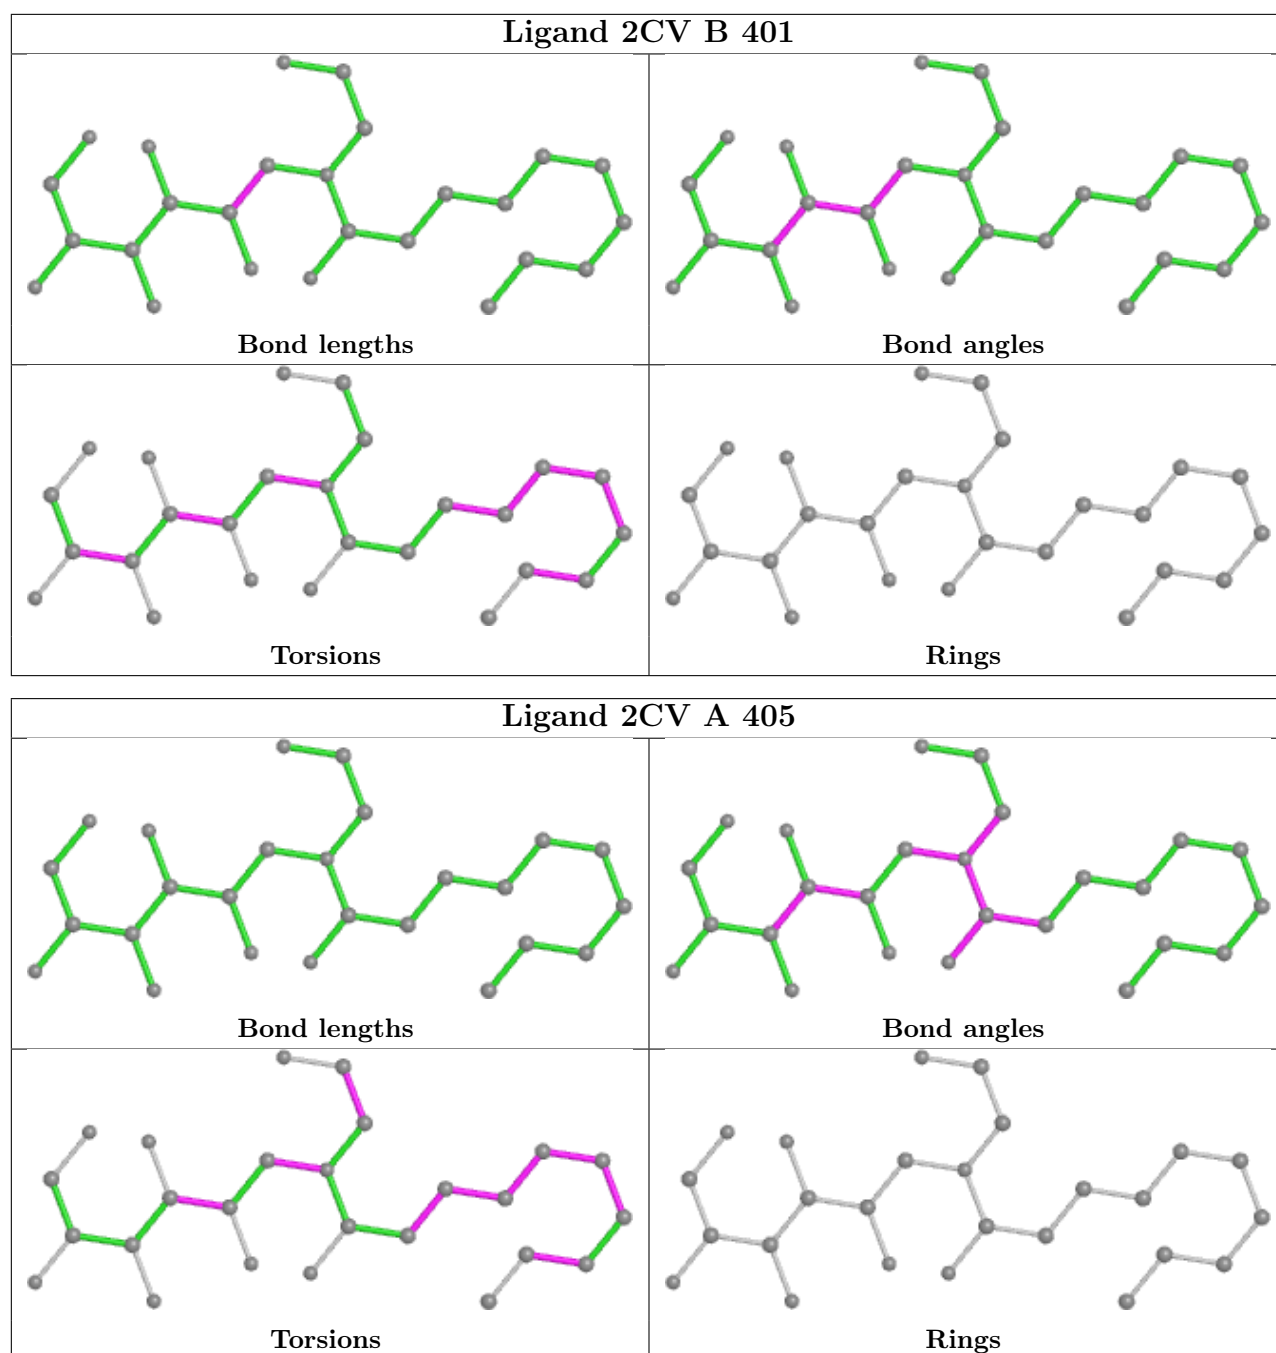 Ligand 2CV B 401
Bond lengths
Bond angles
Torsions
Rings
Ligand 2CV A 405
Bond lengths
Bond angles
Torsions
Rings